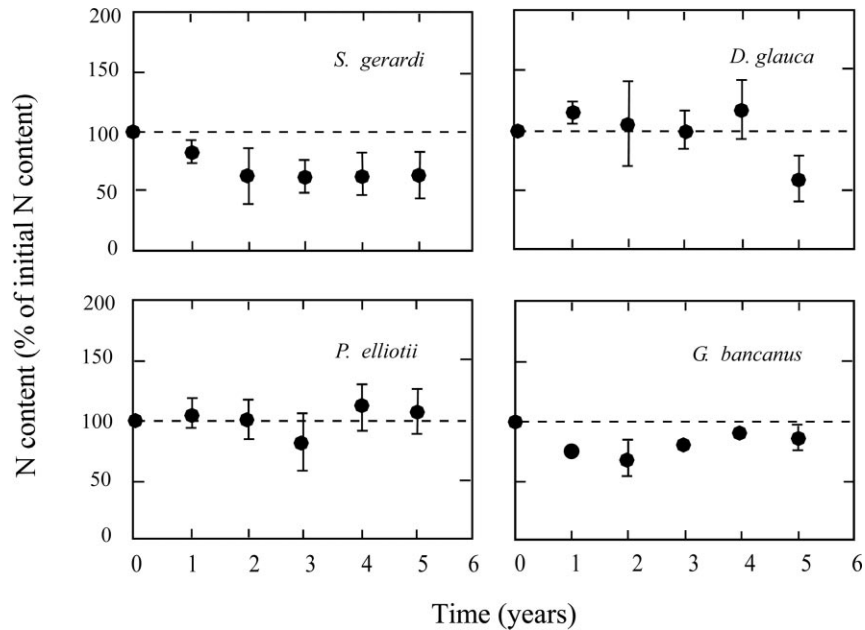 N content (% of initial N content)
200
150
100
50
0
S. gerardi
D. glauca
200
150
100
50
0
P. elliotii
G. bancanus
0 1 2 3 4 5 6
0 1 2 3 4 5 6
Time (years)